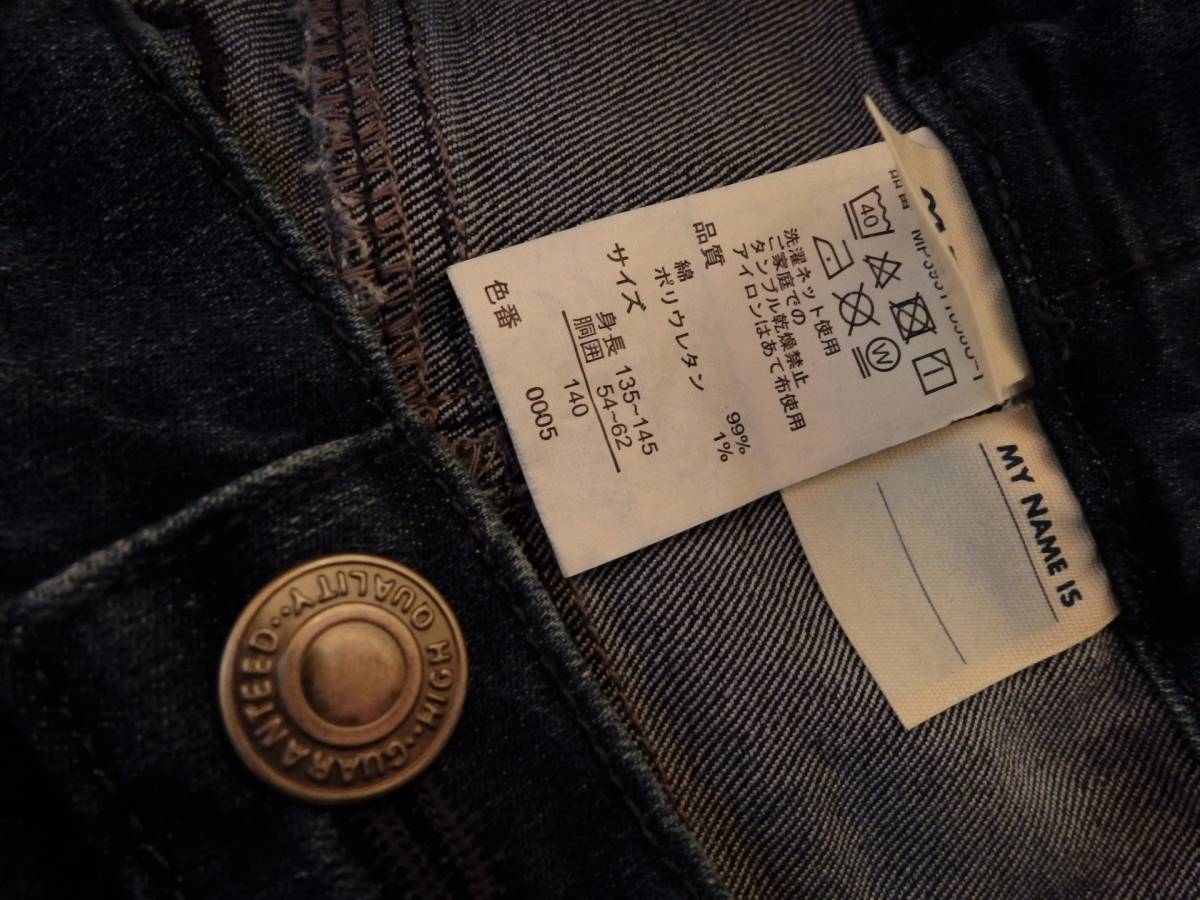 40
W
洗濯ネット使用
ご家庭での
タンブル乾燥禁止
アイロンはあて布使用
品質
綿 99%
ポリウレタン 1%
サイズ
身長 135~145
胴囲 54~62
140
色番 0005
MY NAME IS
HIGH QUALITY··GUARANTEED··